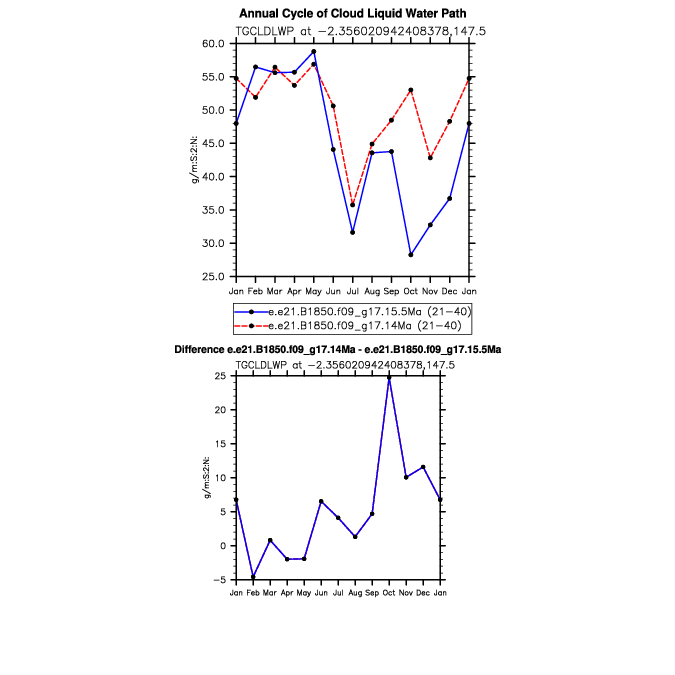 Annual Cycle of Cloud Liquid Water Path
TGCLDLWP at −2.356020942408378,147.5
60.0
55.0
50.0
45.0
40.0
35.0
30.0
25.0
g/m:S:2:N:
Jan Feb Mar Apr May Jun Jul Aug Sep Oct Nov Dec Jan
e.e21.B1850.f09_g17.15.5Ma (21−40)
e.e21.B1850.f09_g17.14Ma (21−40)
Difference e.e21.B1850.f09_g17.14Ma - e.e21.B1850.f09_g17.15.5Ma
TGCLDLWP at −2.356020942408378,147.5
25
20
15
10
5
0
−5
g/m:S:2:N:
Jan Feb Mar Apr May Jun Jul Aug Sep Oct Nov Dec Jan